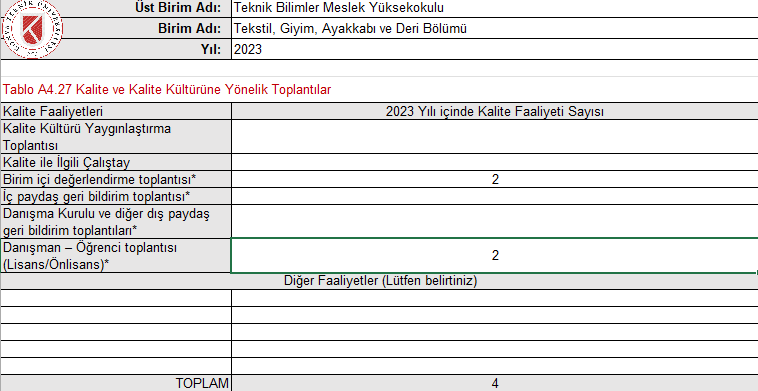 Üst Birim Adı: Teknik Bilimler Meslek Yüksekokulu
Birim Adı: Tekstil, Giyim, Ayakkabı ve Deri Bölümü
Yıl: 2023
Tablo A4.27 Kalite ve Kalite Kültürüne Yönelik Toplantılar
Kalite Faaliyetleri 2023 Yılı içinde Kalite Faaliyeti Sayısı
Kalite Kültürü Yaygınlaştırma
Toplantısı
Kalite ile İlgili Çalıştay
Birim içi değerlendirme toplantısı* 2
İç paydaş geri bildirim toplantısı*
Danışma Kurulu ve diğer dış paydaş
geri bildirim toplantıları*
Danışman – Öğrenci toplantısı
(Lisans/Önlisans)* 2
Diğer Faaliyetler (Lütfen belirtiniz)
TOPLAM 4